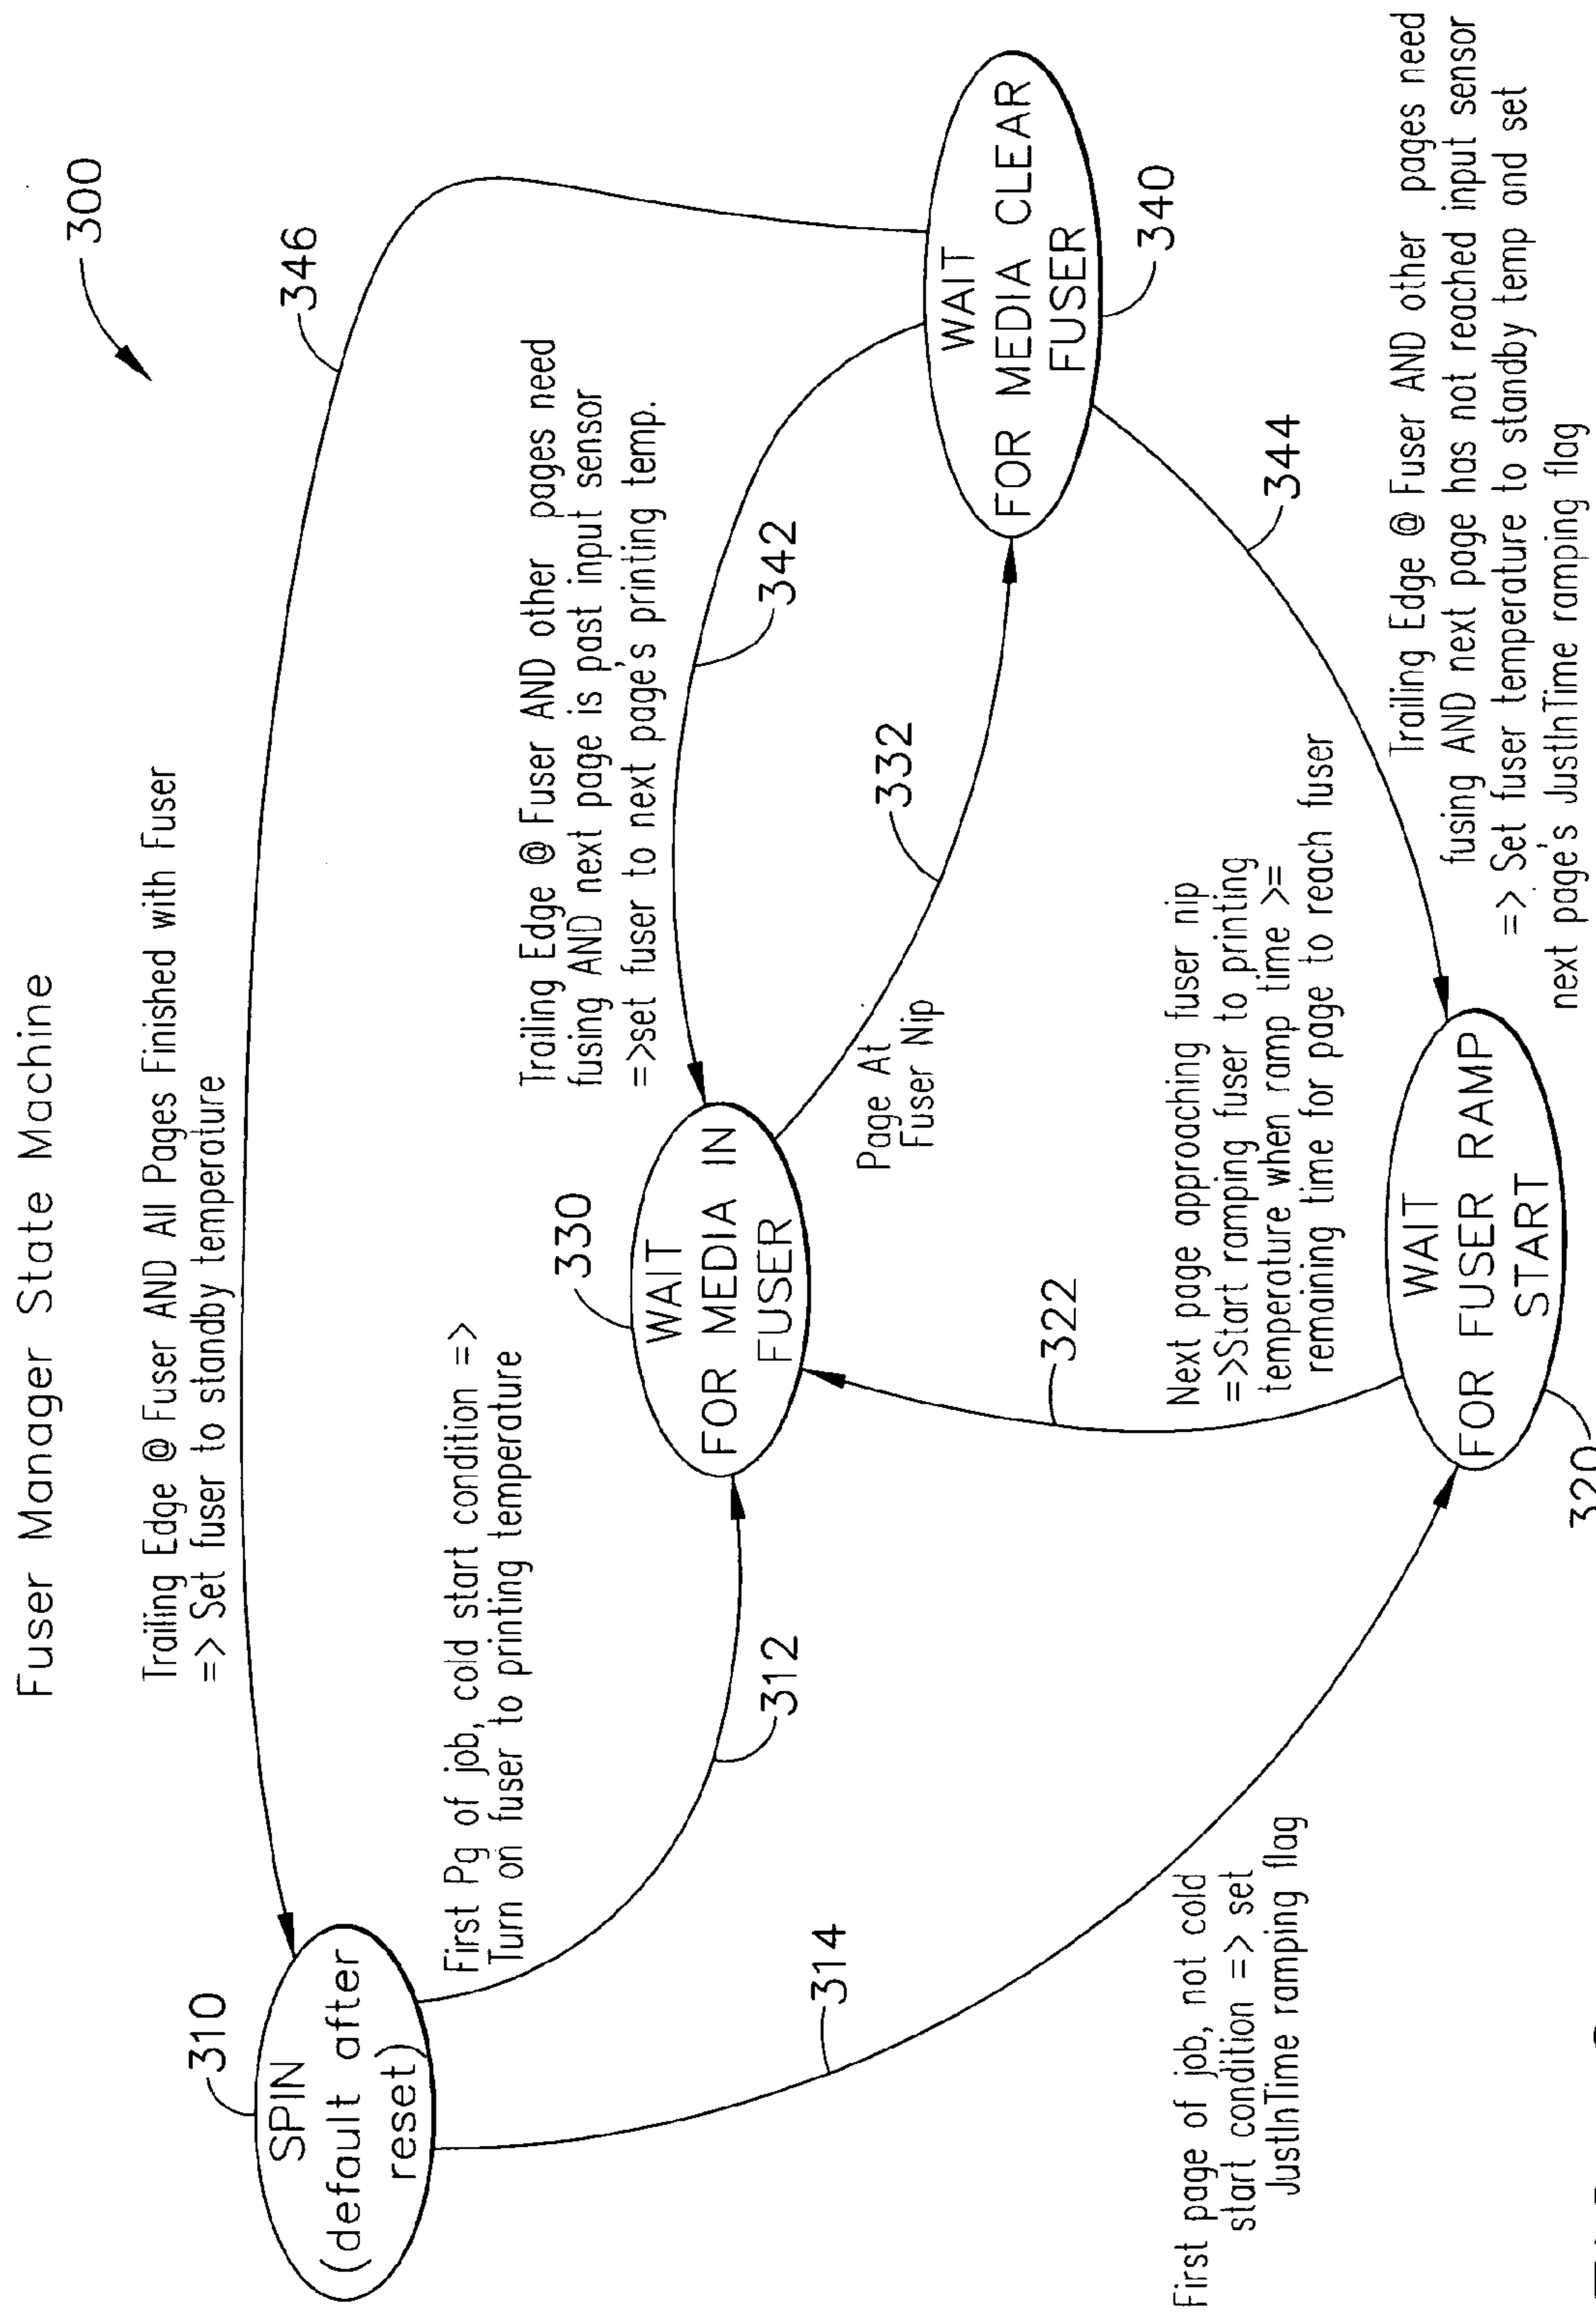 Fuser Manager State Machine
300
Trailing Edge @ Fuser AND All Pages Finished with Fuser
=> Set fuser to standby temperature
346
310
SPIN
(default after
reset)
First Pg of job, cold start condition =>
Turn on fuser to printing temperature
312
Trailing Edge @ Fuser AND other pages need
fusing AND next page is past input sensor
=>set fuser to next page's printing temp.
342
330
WAIT
FOR MEDIA IN
FUSER
Page At
Fuser Nip
332
WAIT
FOR MEDIA CLEAR
FUSER
340
314
First page of job, not cold
start condition => set
JustInTime ramping flag
322
Next page approaching fuser nip
=>Start ramping fuser to printing
temperature when ramp time >=
remaining time for page to reach fuser
344
WAIT
FOR FUSER RAMP
START
320
Trailing Edge @ Fuser AND other pages need
fusing AND next page has not reached input sensor
=> Set fuser temperature to standby temp and set
next page's JustInTime ramping flag